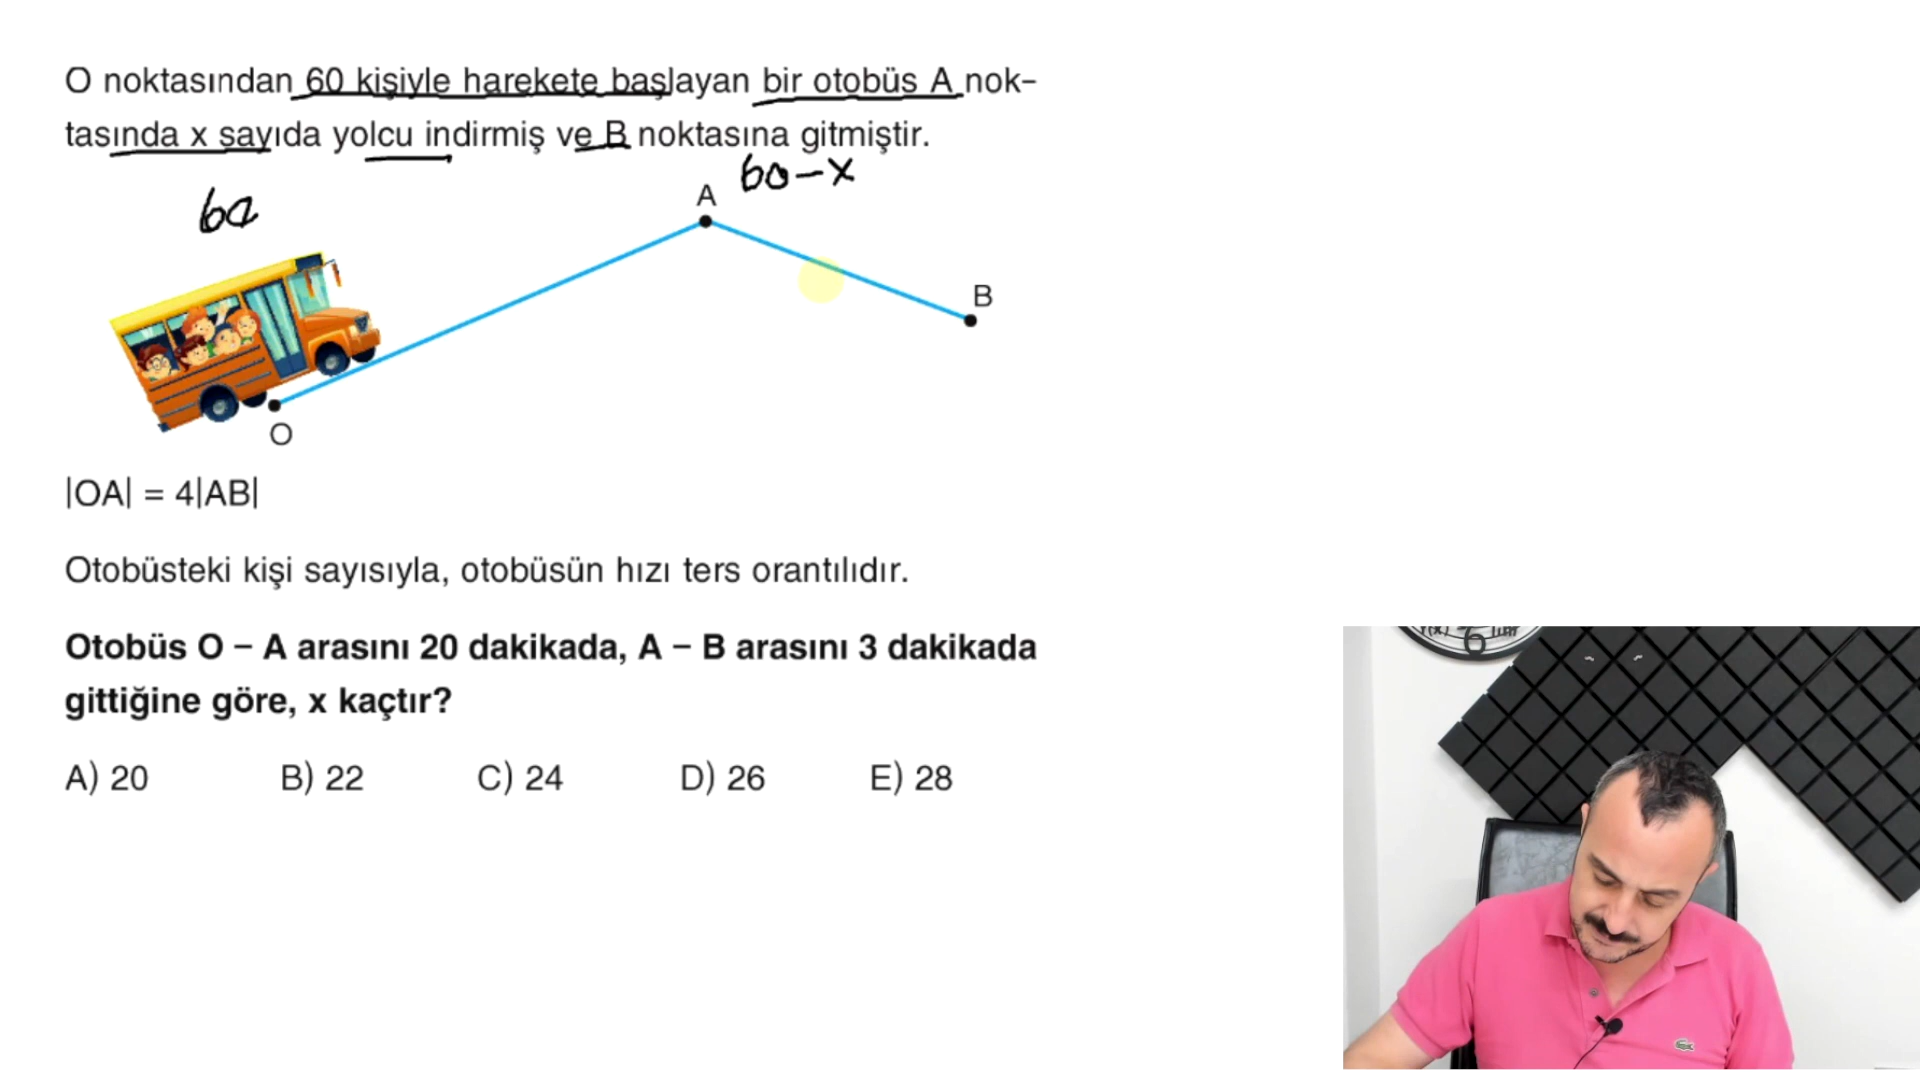 O noktasından 60 kişiyle harekete başlayan bir otobüs A nok-
tasında x sayıda yolcu indirmiş ve B noktasına gitmiştir.
60-x
60
A
B
O
|OA| = 4|AB|
Otobüsteki kişi sayısıyla, otobüsün hızı ters orantılıdır.
Otobüs O – A arasını 20 dakikada, A – B arasını 3 dakikada
gittiğine göre, x kaçtır?
A) 20 B) 22 C) 24 D) 26 E) 28
6